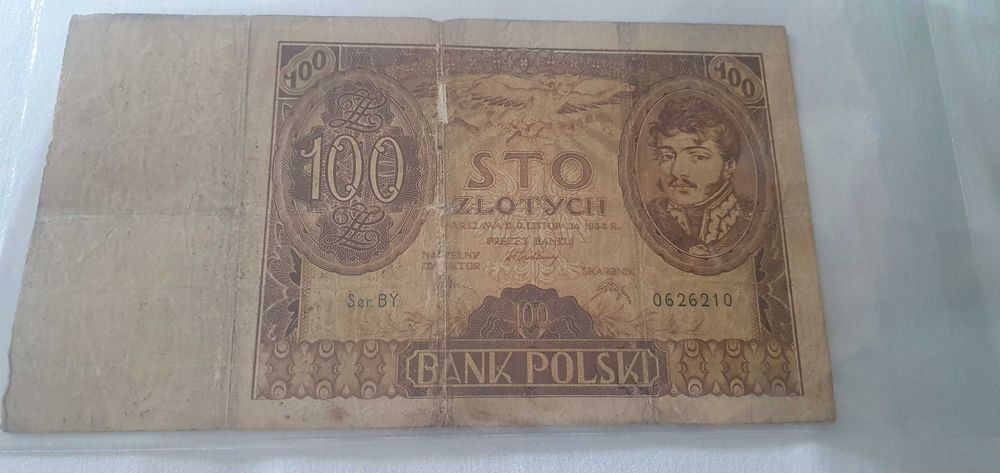 100
100
100
STO
ZŁOTYCH
WARSZAWA D. 9. LISTOPADA 1934 R.
PREZES BANKU
NACZELNY
DYREKTOR
SKARBNIK
Ser. BY.
0626210
100
BANK POLSKI